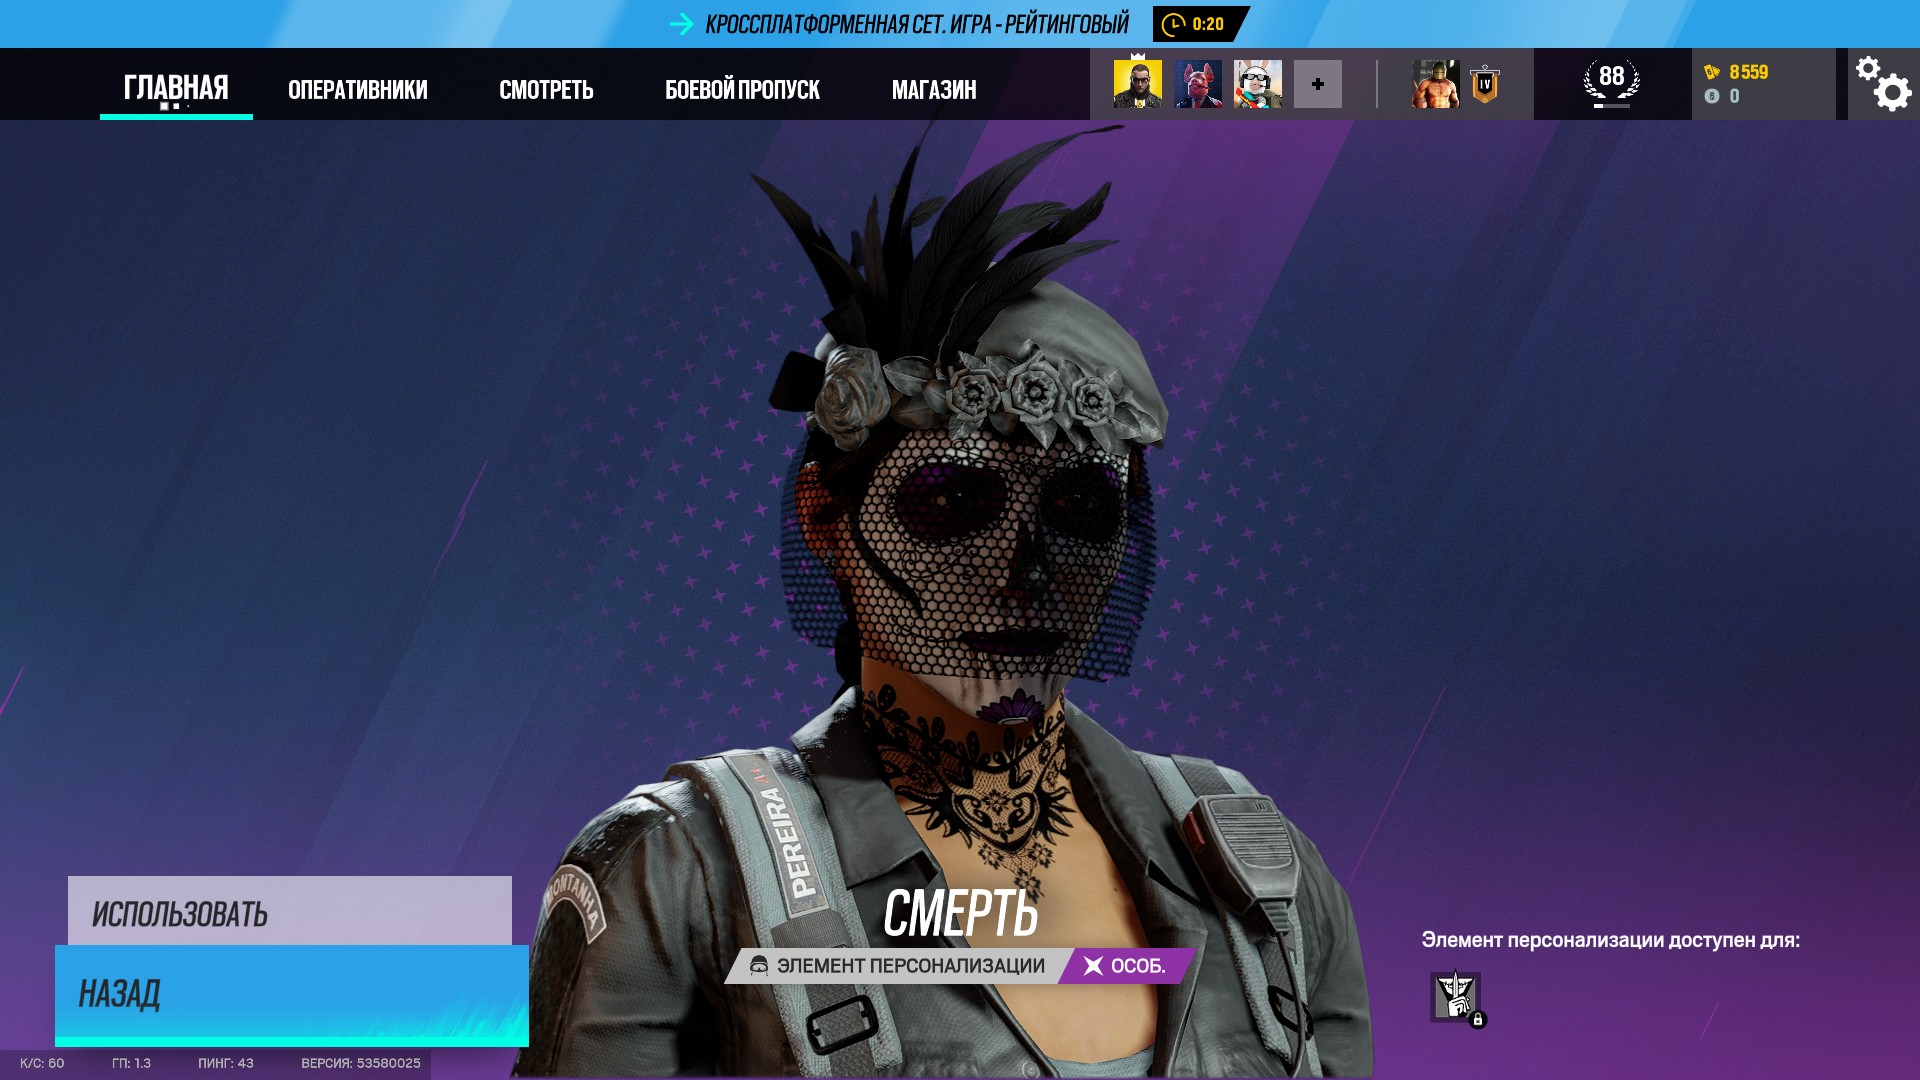 КРОССПЛАТФОРМЕННАЯ СЕТ. ИГРА - РЕЙТИНГОВЫЙ 0:20
ГЛАВНАЯ ОПЕРАТИВНИКИ СМОТРЕТЬ БОЕВОЙ ПРОПУСК МАГАЗИН + IV 88 8 559
0
PEREIRA
MONTANHA
СМЕРТЬ
ЭЛЕМЕНТ ПЕРСОНАЛИЗАЦИИ ОСОБ.
ИСПОЛЬЗОВАТЬ
НАЗАД
Элемент персонализации доступен для:
К/С: 60 ГП: 1.3 ПИНГ: 43 ВЕРСИЯ: 53580025